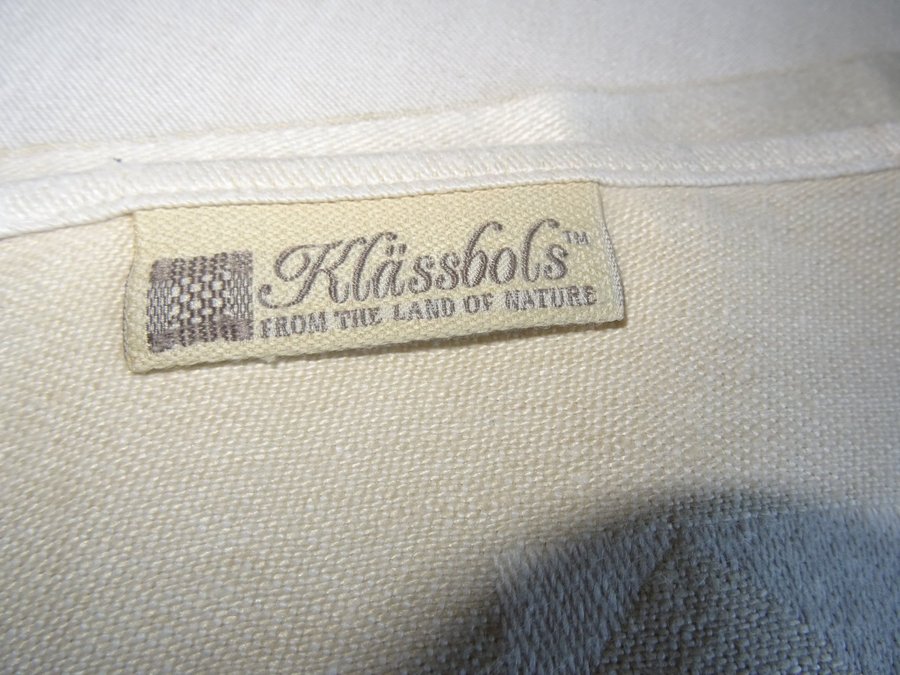 Klässbols™
FROM THE LAND OF NATURE